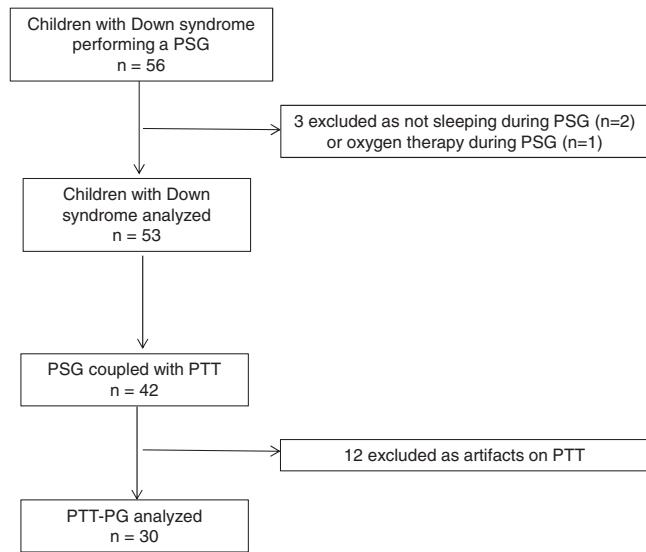 Children with Down syndrome
performing a PSG
n = 56
3 excluded as not sleeping during PSG (n=2)
or oxygen therapy during PSG (n=1)
Children with Down
syndrome analyzed
n = 53
PSG coupled with PTT
n = 42
12 excluded as artifacts on PTT
PTT-PG analyzed
n = 30